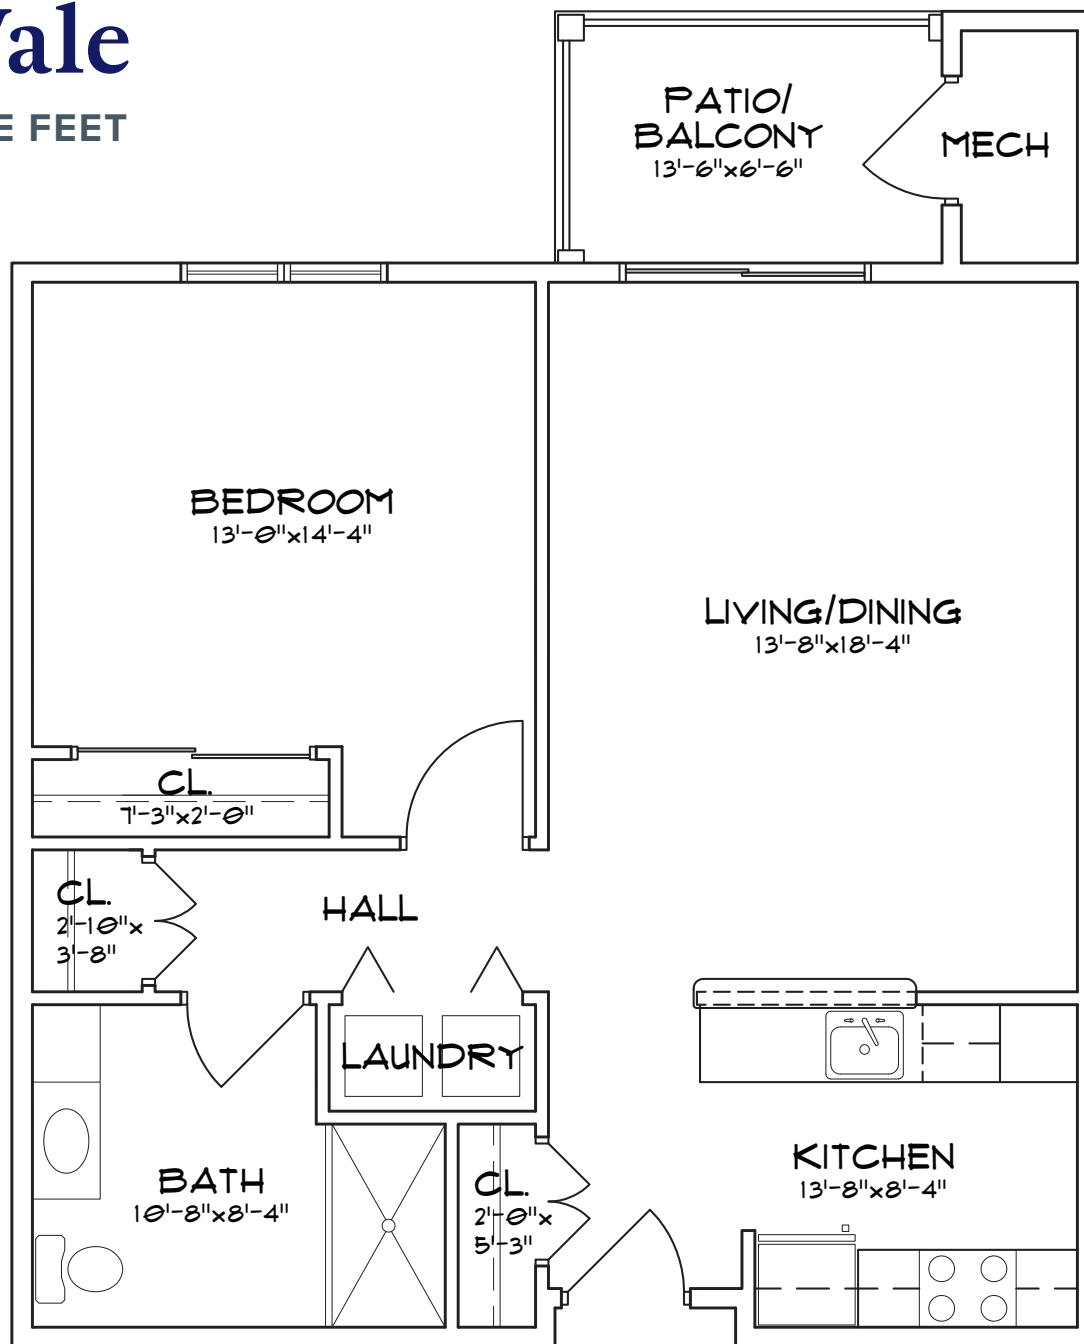 Vale
E FEET
PATIO/
BALCONY
13'-6"x6'-6"
MECH
BEDROOM
13'-0"x14'-4"
LIVING/DINING
13'-8"x18'-4"
CL.
7'-3"x2'-0"
CL.
2'-10"x
3'-8"
HALL
LAUNDRY
KITCHEN
13'-8"x8'-4"
BATH
10'-8"x8'-4"
CL.
2'-0"x
5'-3"